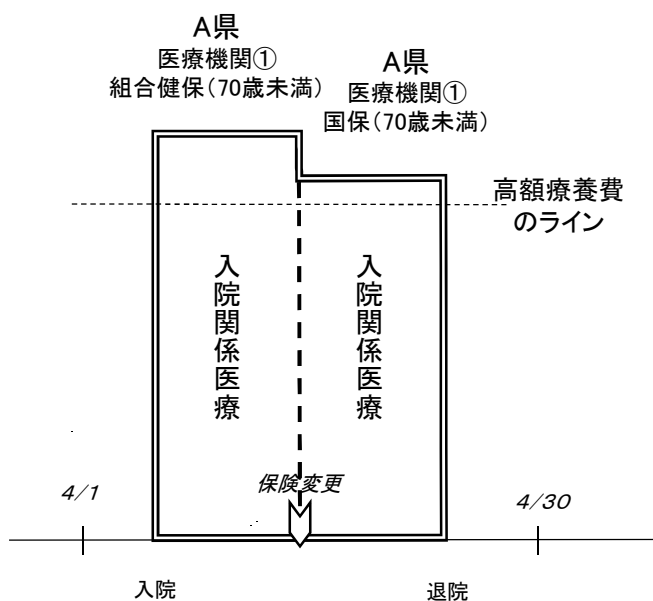 A県
医療機関①
組合健保(70歳未満)
A県
医療機関①
国保(70歳未満)
高額療養費
のライン
入院関係医療
入院関係医療
保険変更
4/1
4/30
入院
退院